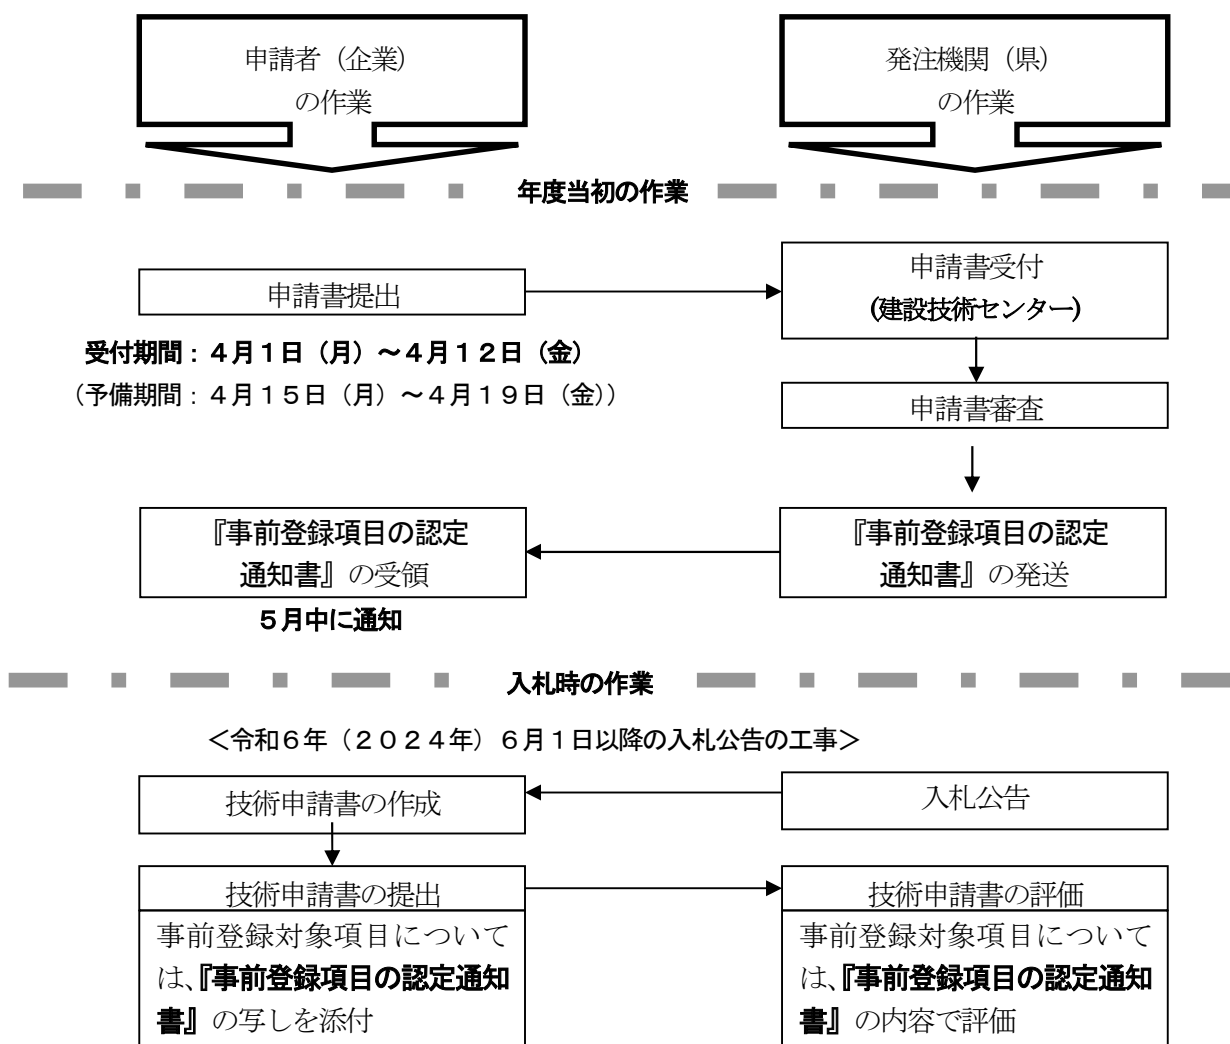 申請者（企業）
の作業
発注機関（県）
の作業
年度当初の作業
申請書提出
申請書受付
（建設技術センター）
受付期間：４月１日（月）～４月１２日（金）
（予備期間：４月１５日（月）～４月１９日（金））
申請書審査
『事前登録項目の認定
通知書』の受領
『事前登録項目の認定
通知書』の発送
５月中に通知
入札時の作業
＜令和６年（２０２４年）６月１日以降の入札公告の工事＞
技術申請書の作成
入札公告
技術申請書の提出
事前登録対象項目について
は、『事前登録項目の認定通知
書』の写しを添付
技術申請書の評価
事前登録対象項目について
は、『事前登録項目の認定通知
書』の内容で評価